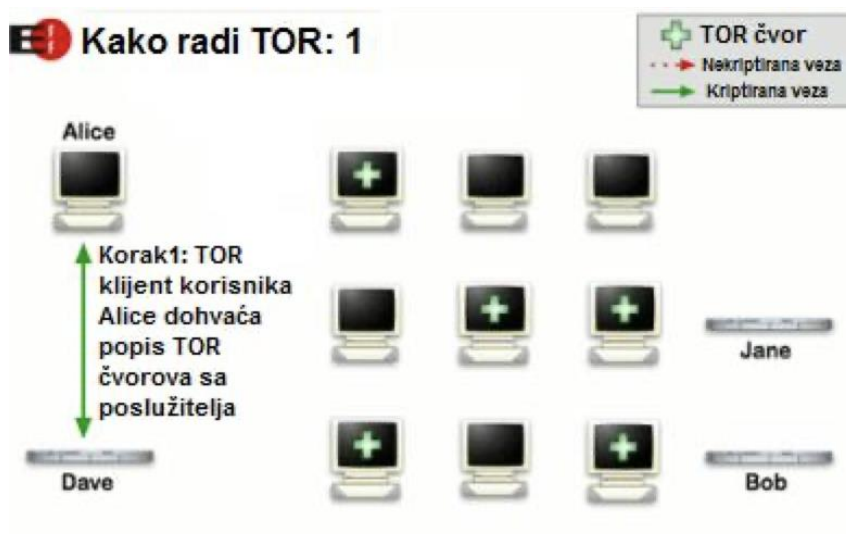 Kako radi TOR: 1
TOR čvor
Nekriptirana veza
Kriptirana veza
Alice
Korak1: TOR
klijent korisnika
Alice dohvaća
popis TOR
čvorova sa
poslužitelja
Jane
Dave
Bob